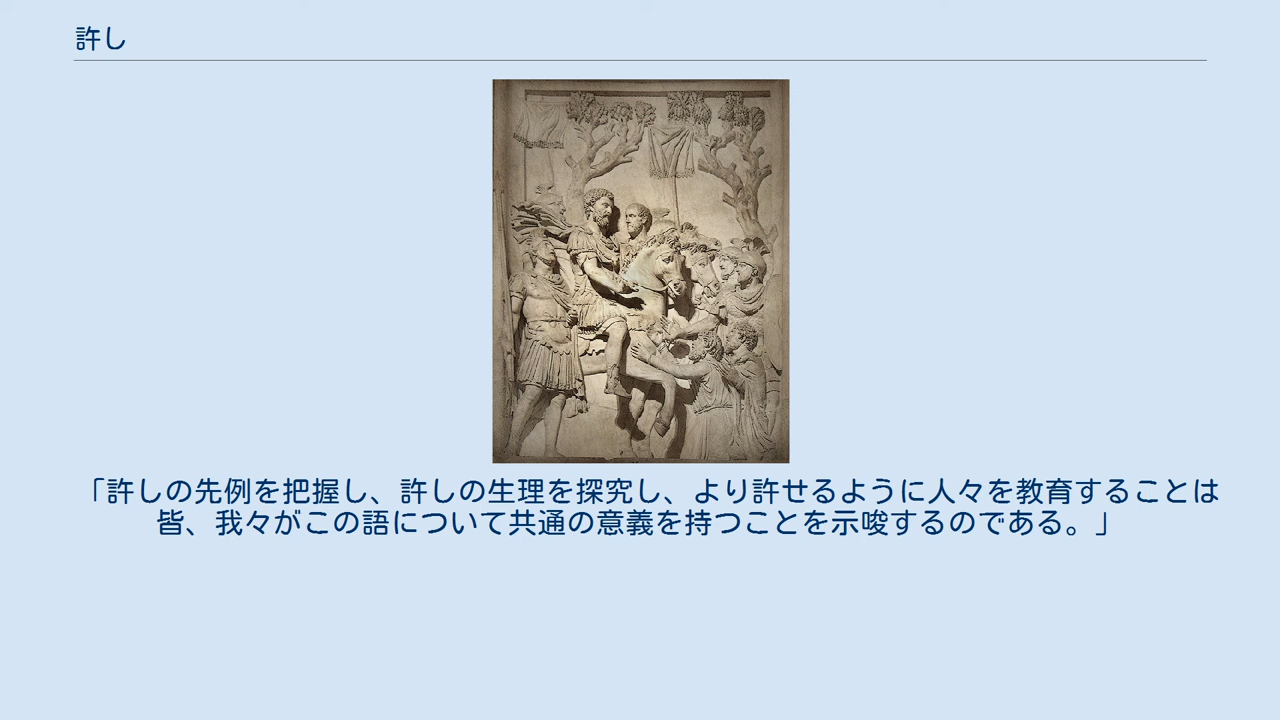 許し
「許しの先例を把握し、許しの生理を探究し、より許せるように人々を教育することは
皆、我々がこの語について共通の意義を持つことを示唆するのである。」